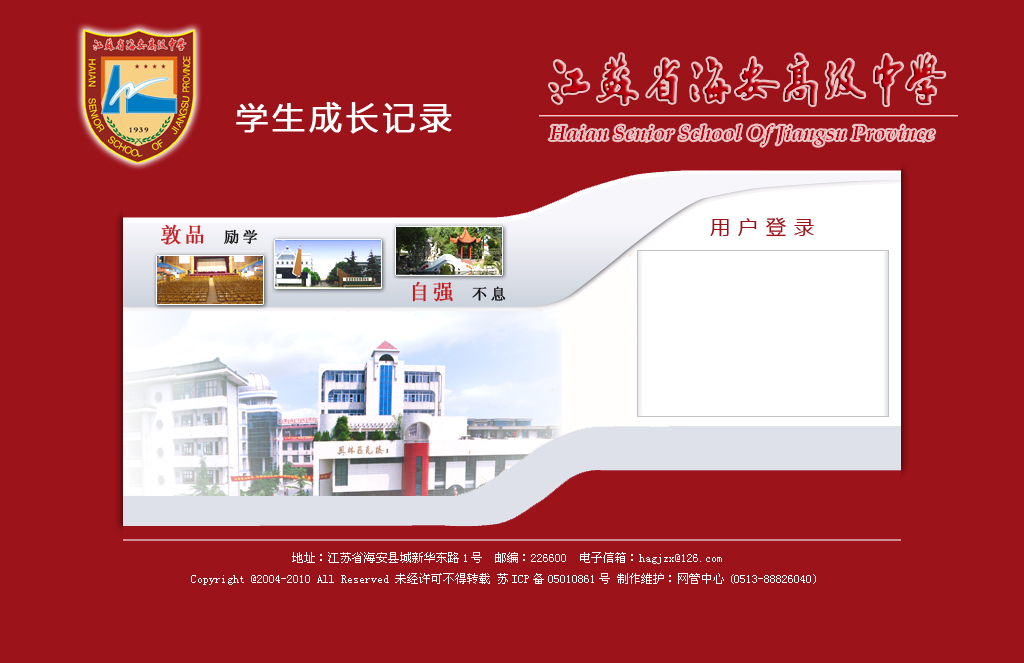 江蘇省海安高级中学
HAIAN SENIOR SCHOOL OF JIANGSU PROVINCE
1939
学生成长记录
江蘇省海安高级中學
Haian Senior School Of Jiangsu Province
敦品 励学
自强 不息
用户登录
地址：江苏省海安县城新华东路1号 邮编：226600 电子信箱：hagjzx@126.com
Copyright @2004-2010 All Reserved 未经许可不得转载 苏ICP备05010861号 制作维护：网管中心 (0513-88826040)